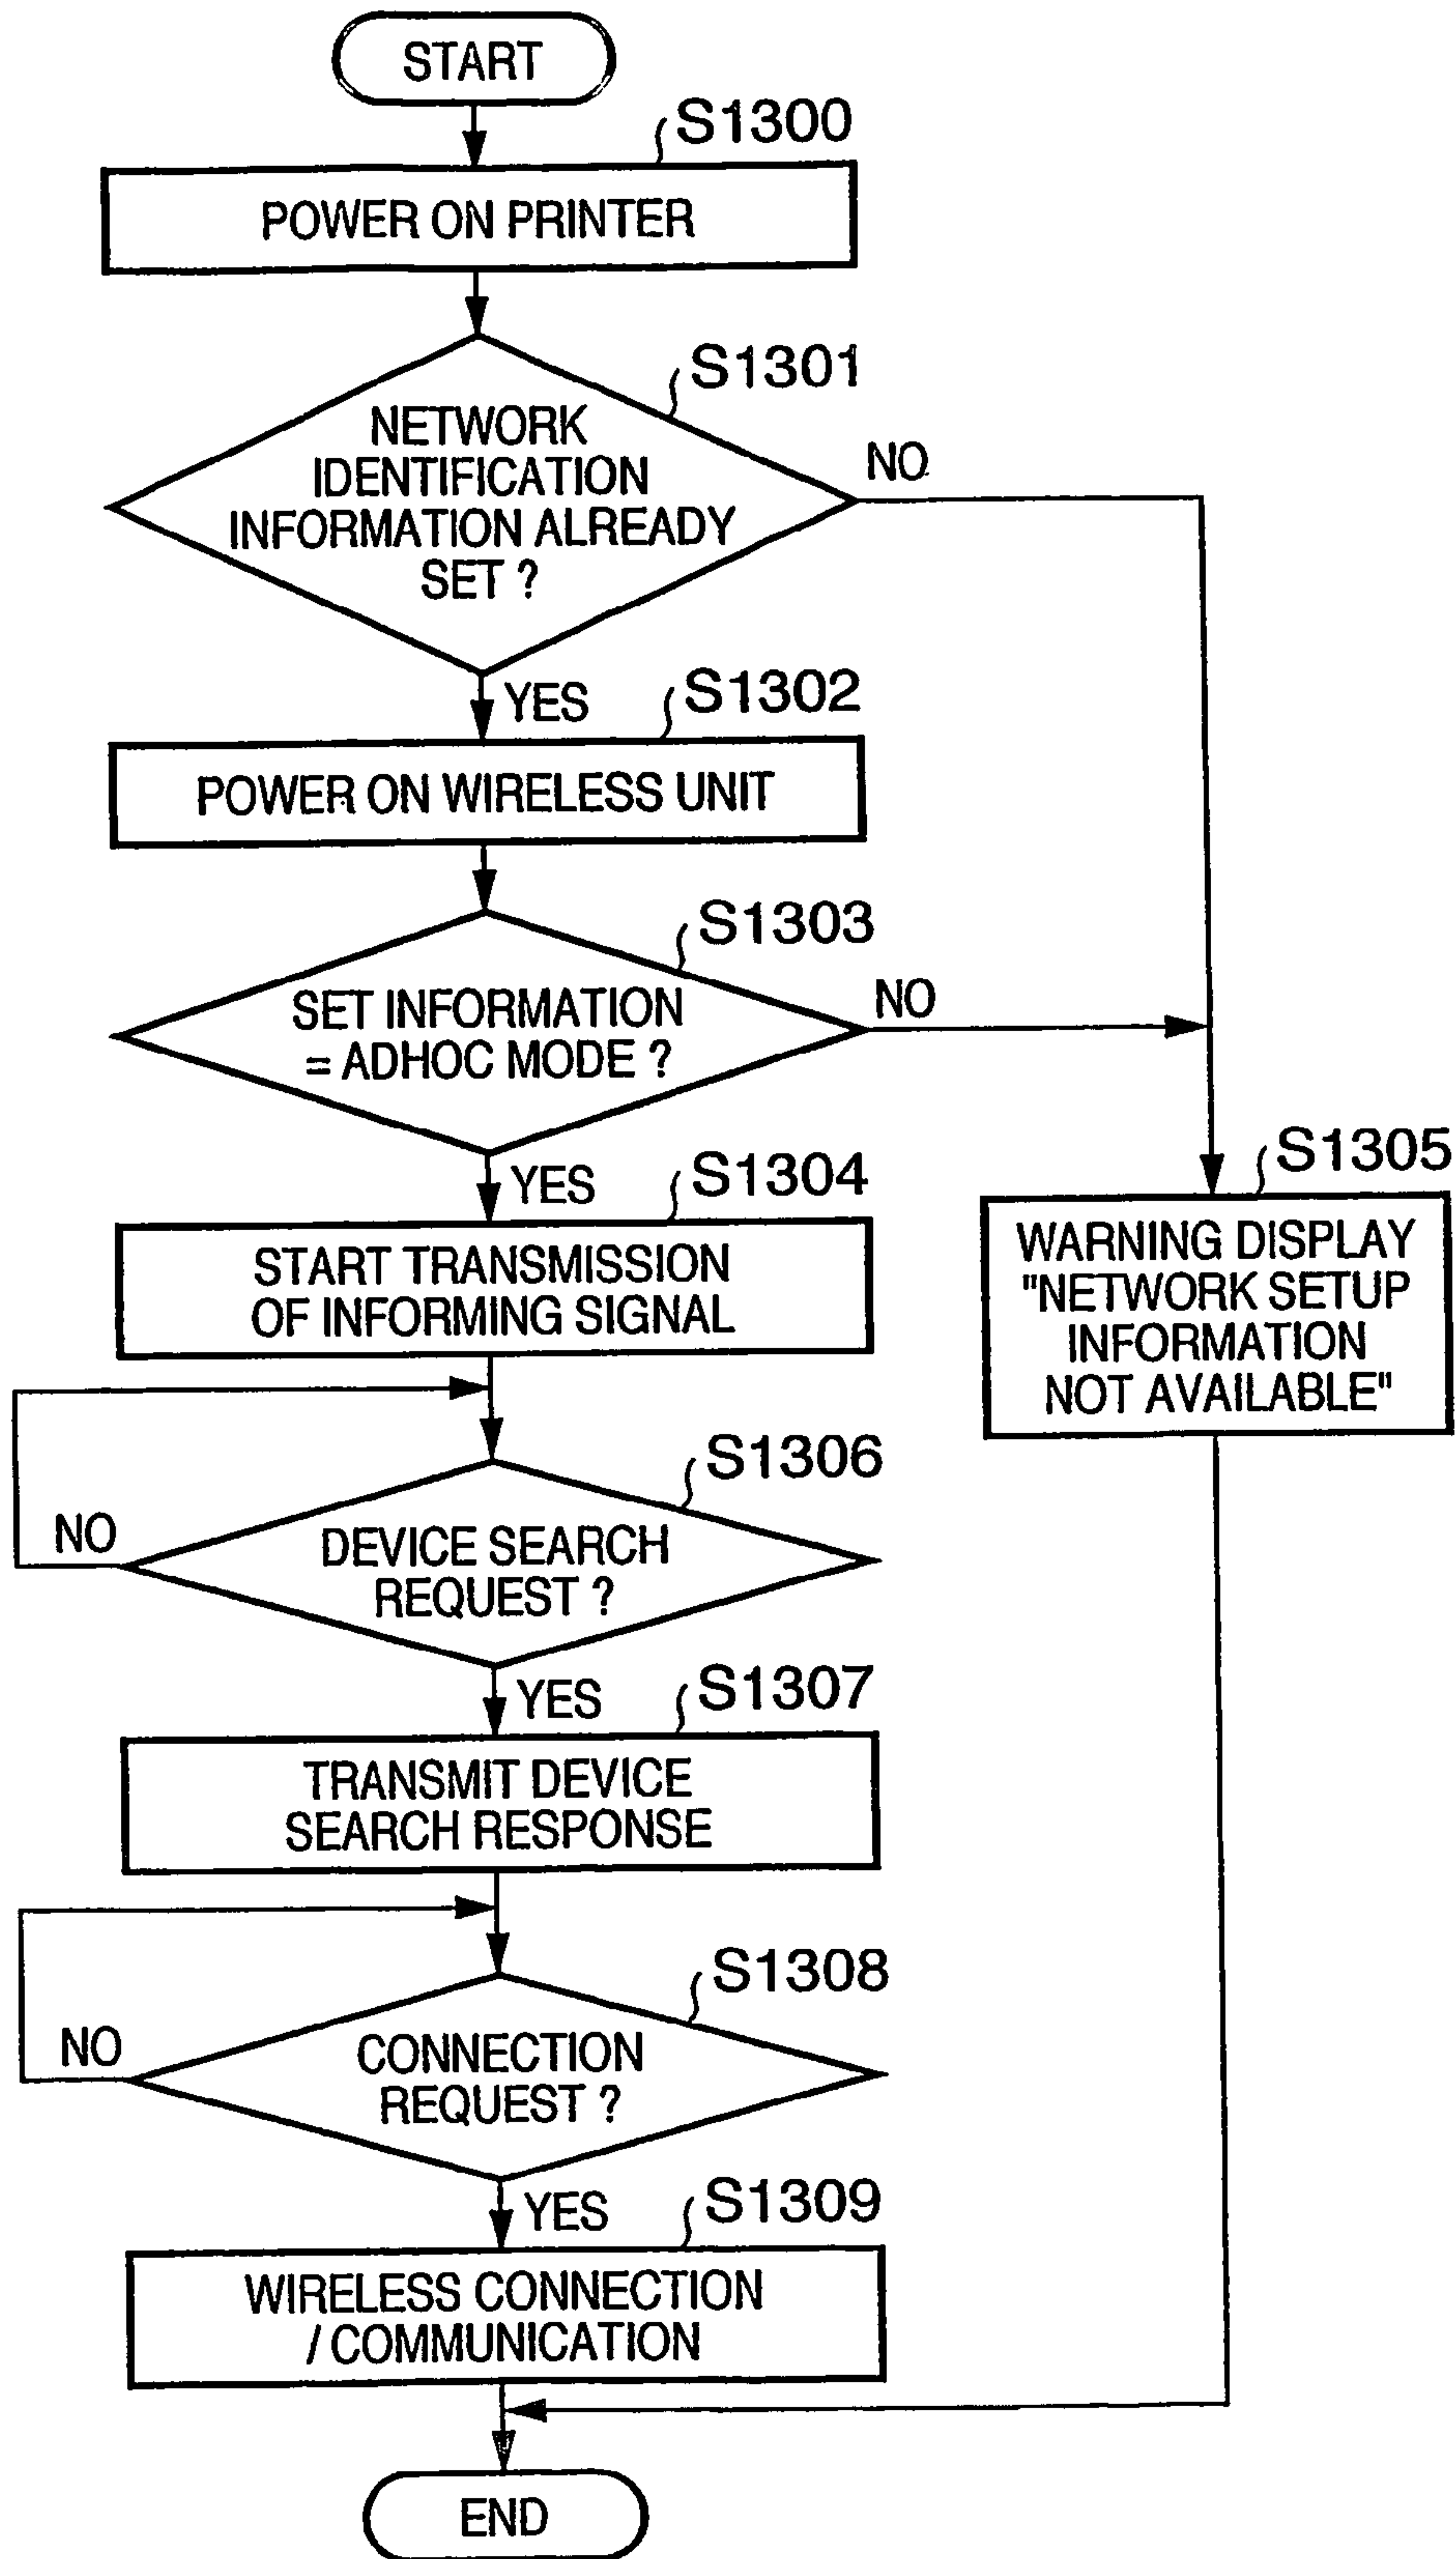 START
S1300
POWER ON PRINTER
S1301
NETWORK
IDENTIFICATION
INFORMATION ALREADY
SET ?
NO
YES
S1302
POWER ON WIRELESS UNIT
S1303
SET INFORMATION
= ADHOC MODE ?
NO
YES
S1304
START TRANSMISSION
OF INFORMING SIGNAL
S1305
WARNING DISPLAY
"NETWORK SETUP
INFORMATION
NOT AVAILABLE"
S1306
DEVICE SEARCH
REQUEST ?
NO
YES
S1307
TRANSMIT DEVICE
SEARCH RESPONSE
S1308
CONNECTION
REQUEST ?
NO
YES
S1309
WIRELESS CONNECTION
/ COMMUNICATION
END